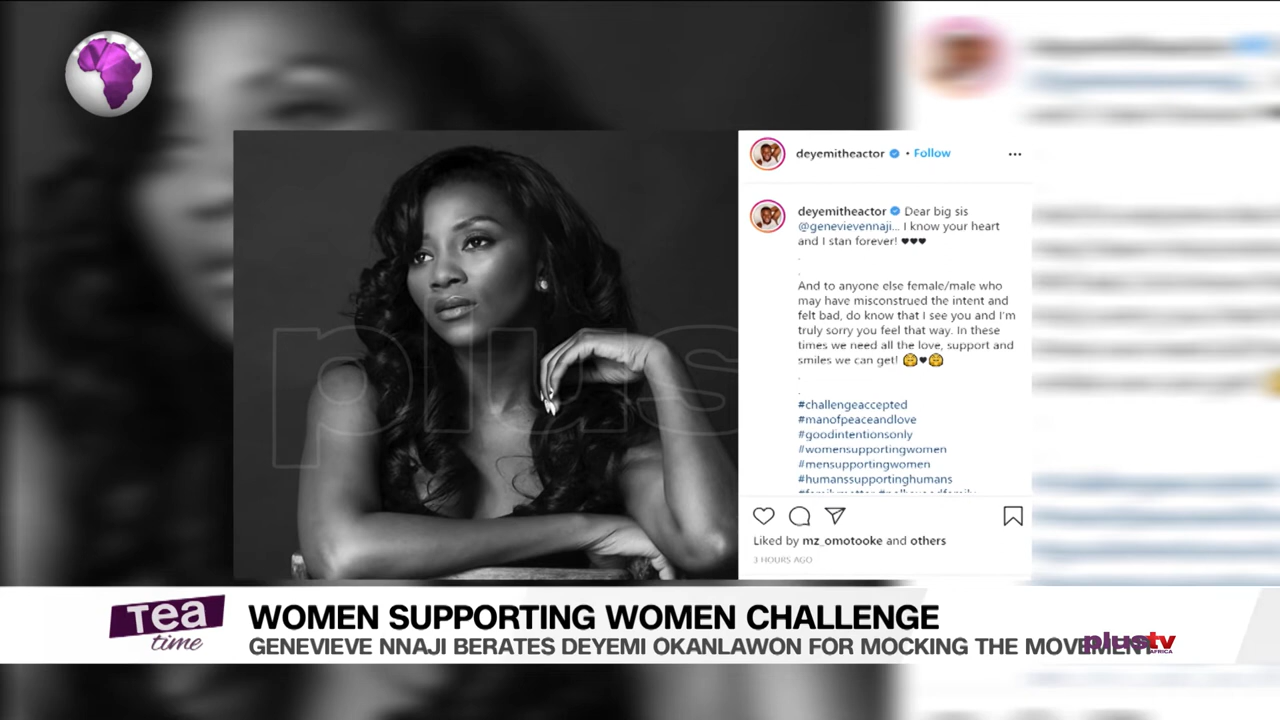 deyemitheactor • Follow
deyemitheactor Dear big sis
@genevievennaji... I know your heart
and I stan forever! ♥♥♥
.
.
And to anyone else female/male who
may have misconstrued the intent and
felt bad, do know that I see you and I'm
truly sorry you feel that way. In these
times we need all the love, support and
smiles we can get! 🤗♥🤗
.
.
#challengeaccepted
#manofpeaceandlove
#goodintentionsonly
#womensupportingwomen
#mensupportingwomen
#humanssupportinghumans
Liked by mz_omotooke and others
3 HOURS AGO
plus
Tea
time
WOMEN SUPPORTING WOMEN CHALLENGE
GENEVIEVE NNAJI BERATES DEYEMI OKANLAWON FOR MOCKING THE MOVEMENT
plustv
AFRICA